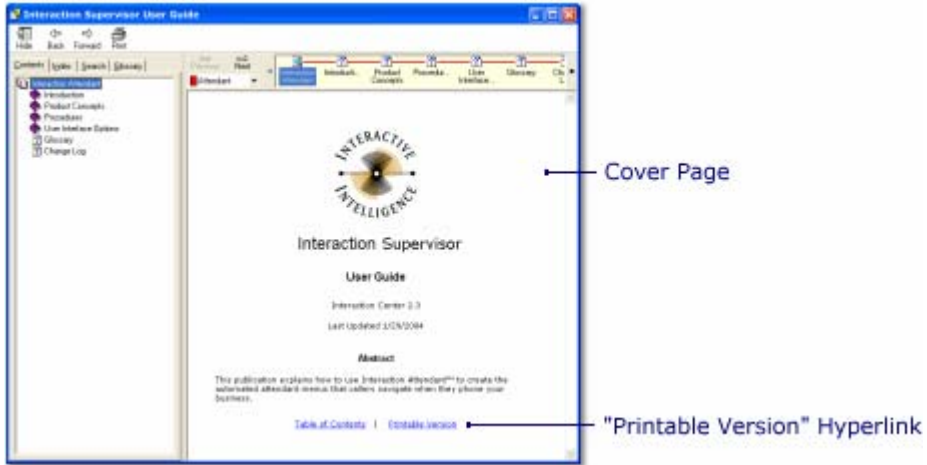 Interaction Supervisor User Guide
Hide Back Forward Print
Contents Index Search Glossary
Previous Next
Attendant
Introducti... Product Concepts Procedu... User Interface... Glossary
Interaction Attendant
Introduction
Product Concepts
Procedures
User Interface Options
Glossary
Change Log
INTERACTIVE
INTELLIGENCE
Cover Page
Interaction Supervisor
User Guide
Interaction Center 2.3
Last Updated 1/29/2004
Abstract
This publication explains how to use Interaction Attendant™ to create the
automated attendant menus that callers navigate when they phone your
business.
Table of Contents | Printable Version
"Printable Version" Hyperlink